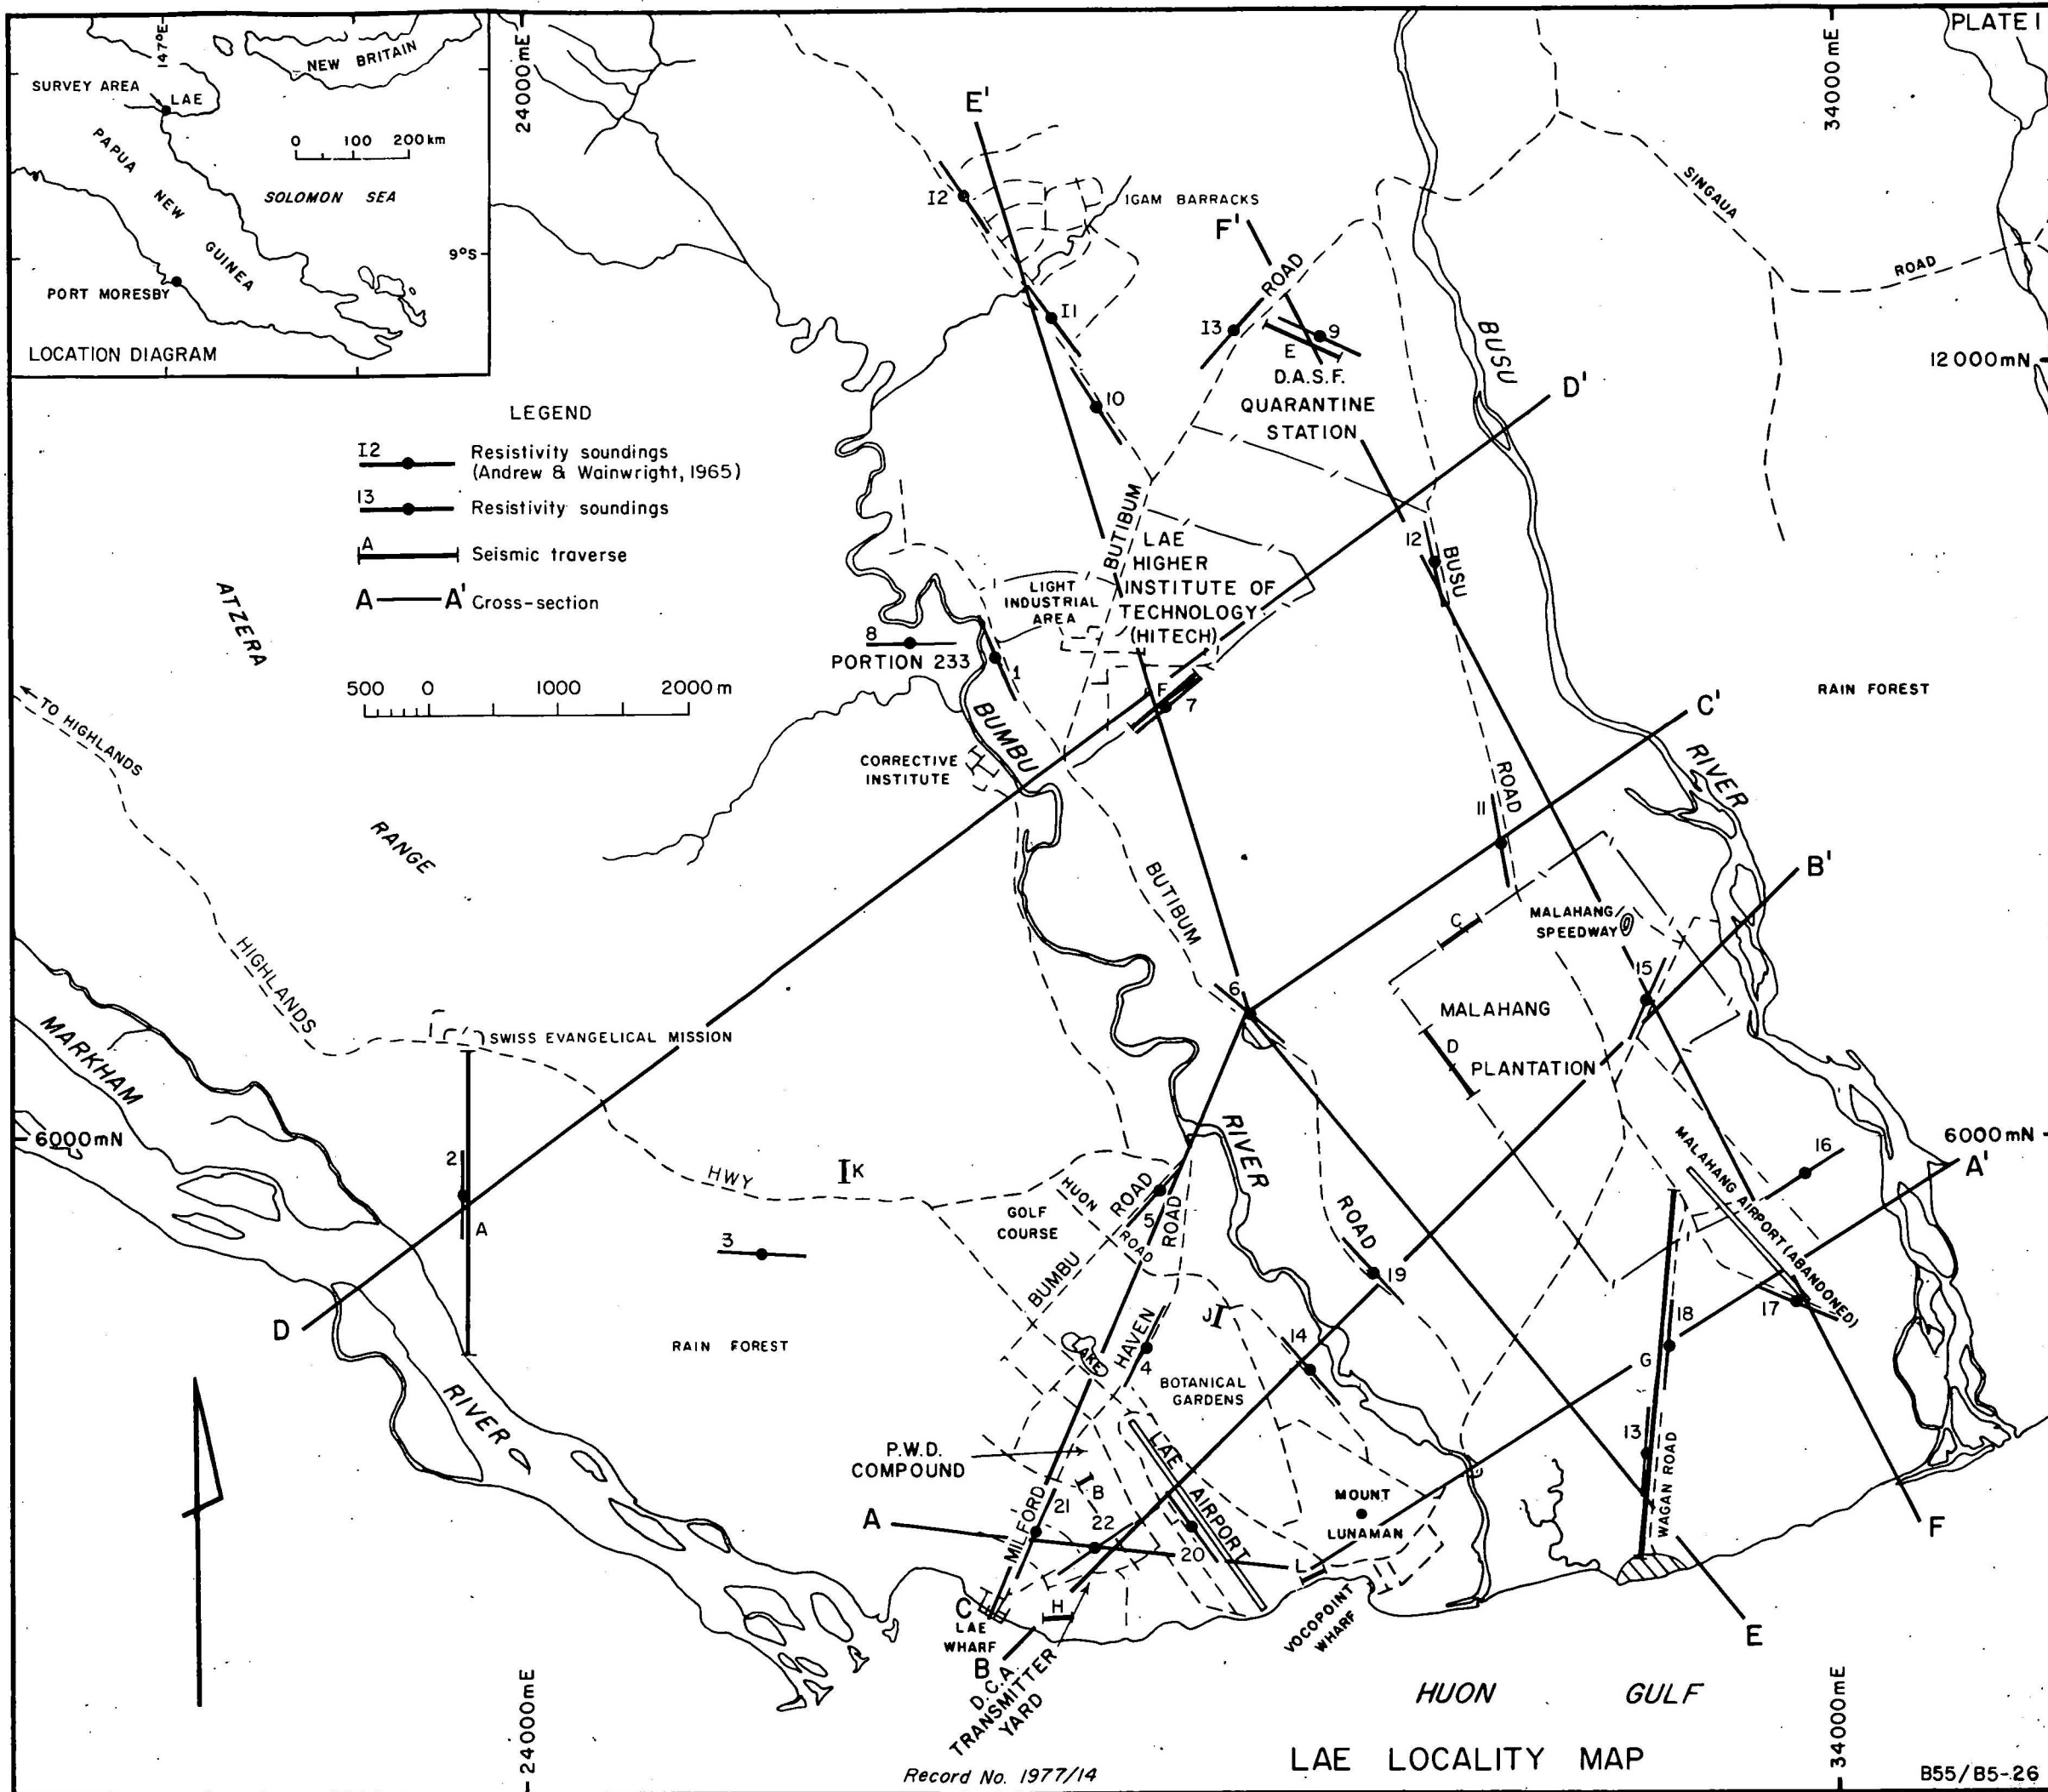 PLATE I
147°E
NEW BRITAIN
SURVEY AREA
LAE
0 100 200 km
PAPUA
NEW
GUINEA
SOLOMON SEA
9°S
PORT MORESBY
LOCATION DIAGRAM
24000mE
34000mE
E'
I2
IGAM BARRACKS
F'
SINGAUA
ROAD
ROAD
I3
I1
9
E
BUSU
12000mN
D.A.S.F.
QUARANTINE
STATION
D'
10
LEGEND
I2 Resistivity soundings
(Andrew & Wainwright, 1965)
13 Resistivity soundings
A Seismic traverse
A A' Cross-section
BUTIBUM
LAE
HIGHER
INSTITUTE OF
TECHNOLOGY
(HITECH)
LIGHT
INDUSTRIAL
AREA
12
BUSU
ATZERA
8
PORTION 233
1
500 0 1000 2000 m
F
7
RAIN FOREST
C'
TO HIGHLANDS
BUMBU
CORRECTIVE
INSTITUTE
RIVER
ROAD
11
RANGE
B'
BUTIBUM
C
MALAHANG
SPEEDWAY
HIGHLANDS
15
6
MALAHANG
PLANTATION
D
MARKHAM
SWISS EVANGELICAL MISSION
6000mN
6000mN
RIVER
MALAHANG AIRPORT (ABANDONED)
16
A'
2
A
K
HWY
HUON
ROAD
BUMBU
ROAD
5
ROAD
GOLF
COURSE
3
ROAD
19
17
18
D
RAIN FOREST
J
14
LAKE
HAVEN
4
G
BOTANICAL
GARDENS
RIVER
P.W.D.
COMPOUND
LAE
AIRPORT
13
WAGAN ROAD
B
MOUNT
LUNAMAN
A
21
22
MILFORD
20
L
F
C
LAE
WHARF
H
VOCOPOINT
WHARF
E
B
D.C.A.
TRANSMITTER
YARD
HUON GULF
24000mE
34000mE
LAE LOCALITY MAP
Record No. 1977/14
B55/B5-26